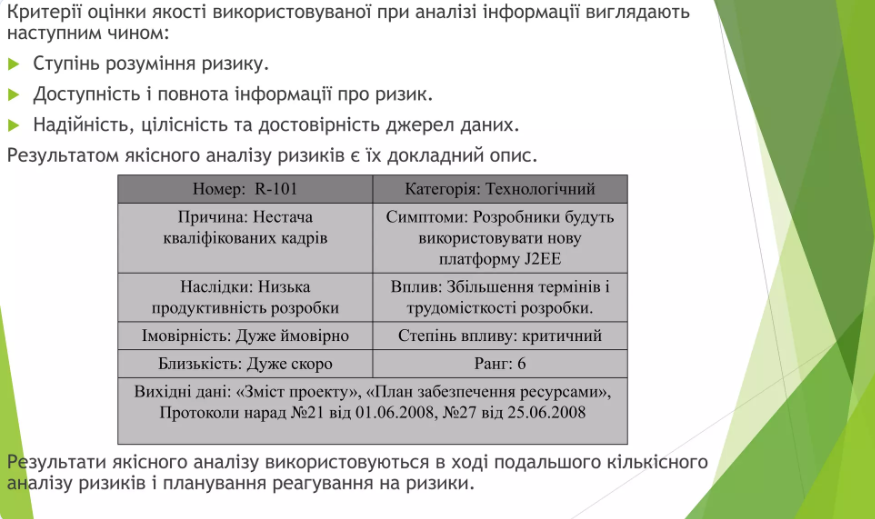 Критерії оцінки якості використовуваної при аналізі інформації виглядають
наступним чином:
Ступінь розуміння ризику.
Доступність і повнота інформації про ризик.
Надійність, цілісність та достовірність джерел даних.
Результатом якісного аналізу ризиків є їх докладний опис.
Номер: R-101
Категорія: Технологічний
Причина: Нестача
кваліфікованих кадрів
Симптоми: Розробники будуть
використовувати нову
платформу J2EE
Наслідки: Низька
продуктивність розробки
Вплив: Збільшення термінів і
трудомісткості розробки.
Імовірність: Дуже ймовірно
Степінь впливу: критичний
Близькість: Дуже скоро
Ранг: 6
Вихідні дані: «Зміст проекту», «План забезпечення ресурсами»,
Протоколи нарад №21 від 01.06.2008, №27 від 25.06.2008
Результати якісного аналізу використовуються в ході подальшого кількісного
аналізу ризиків і планування реагування на ризики.